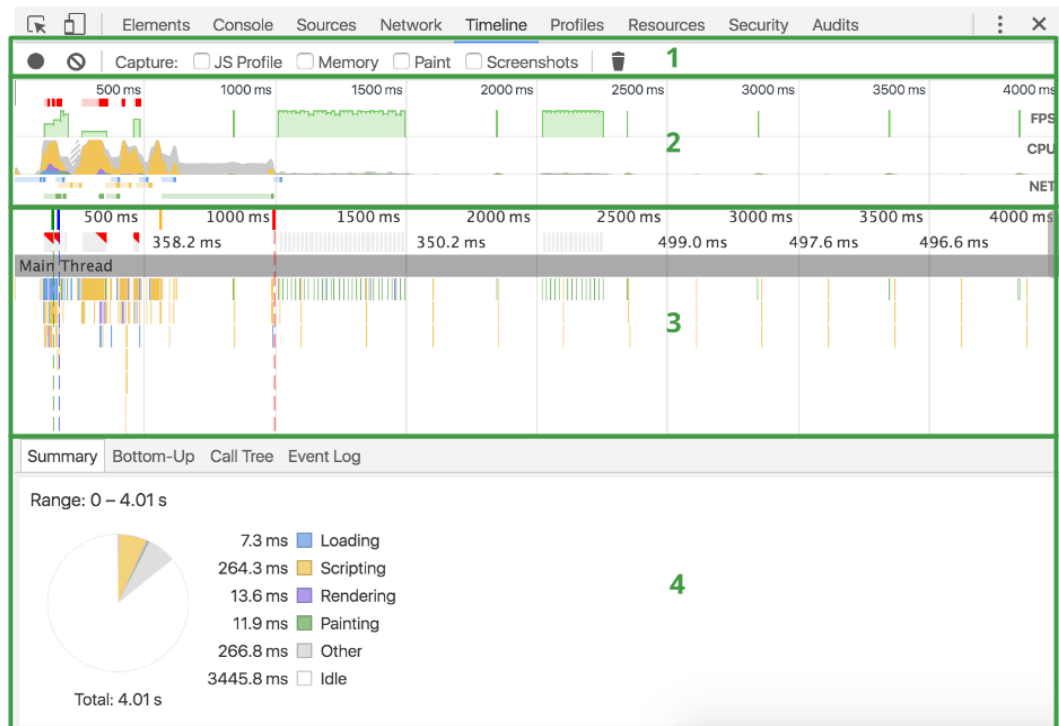 Elements Console Sources Network Timeline Profiles Resources Security Audits
Capture: JS Profile Memory Paint Screenshots 1
500 ms 1000 ms 1500 ms 2000 ms 2500 ms 3000 ms 3500 ms 4000 ms
FPS
2
CPU
NET
500 ms 1000 ms 1500 ms 2000 ms 2500 ms 3000 ms 3500 ms 4000 ms
358.2 ms 350.2 ms 499.0 ms 497.6 ms 496.6 ms
Main Thread
3
Summary Bottom-Up Call Tree Event Log
Range: 0 – 4.01 s
7.3 ms Loading
264.3 ms Scripting
13.6 ms Rendering
11.9 ms Painting
266.8 ms Other
3445.8 ms Idle
Total: 4.01 s
4